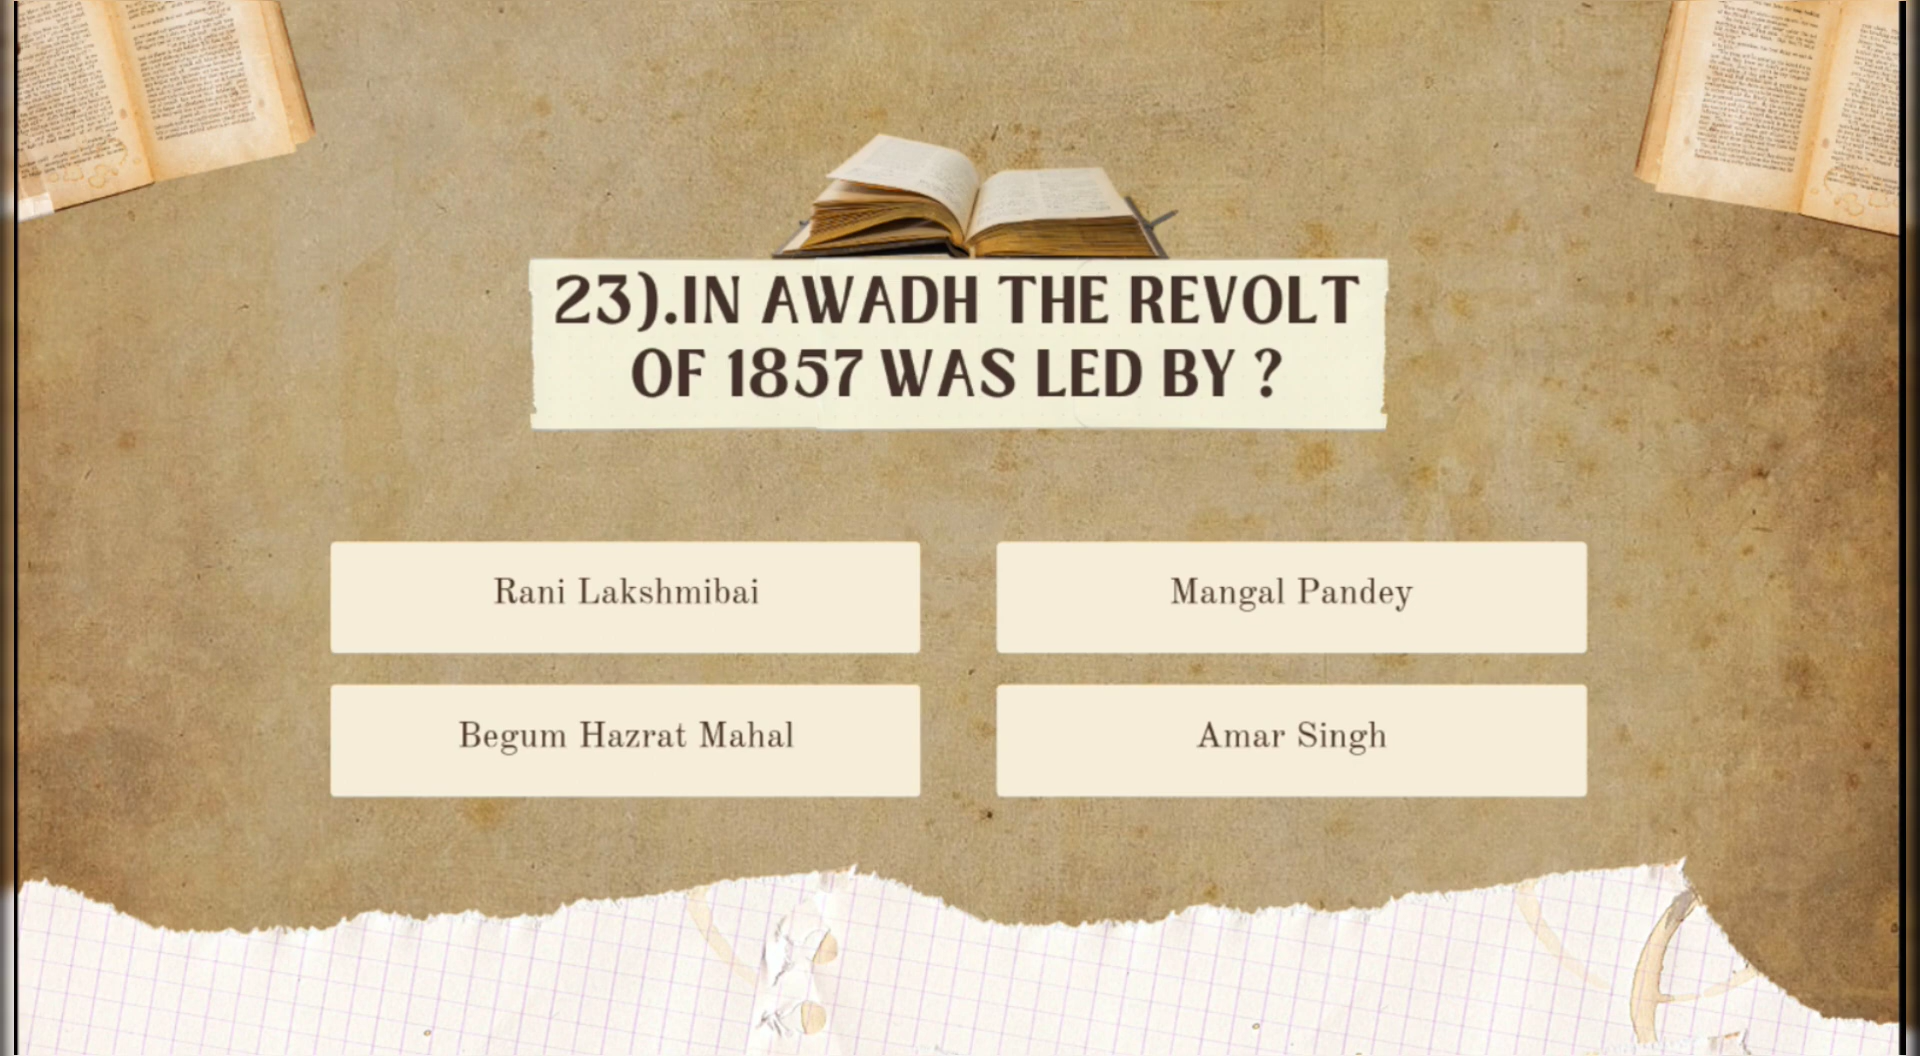 23).IN AWADH THE REVOLT
OF 1857 WAS LED BY ?
Rani Lakshmibai
Mangal Pandey
Begum Hazrat Mahal
Amar Singh